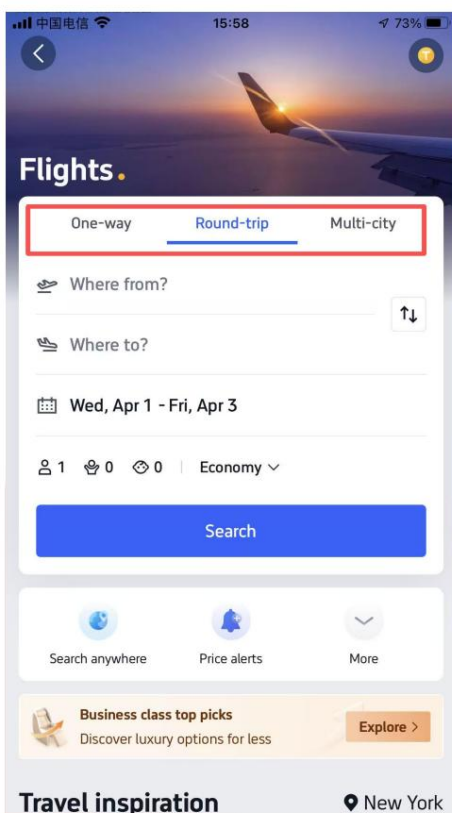 中国电信 15:58 73%
Flights.
One-way Round-trip Multi-city
Where from?
Where to?
Wed, Apr 1 - Fri, Apr 3
1 0 0 Economy
Search
Search anywhere Price alerts More
Business class top picks
Discover luxury options for less
Explore >
Travel inspiration New York